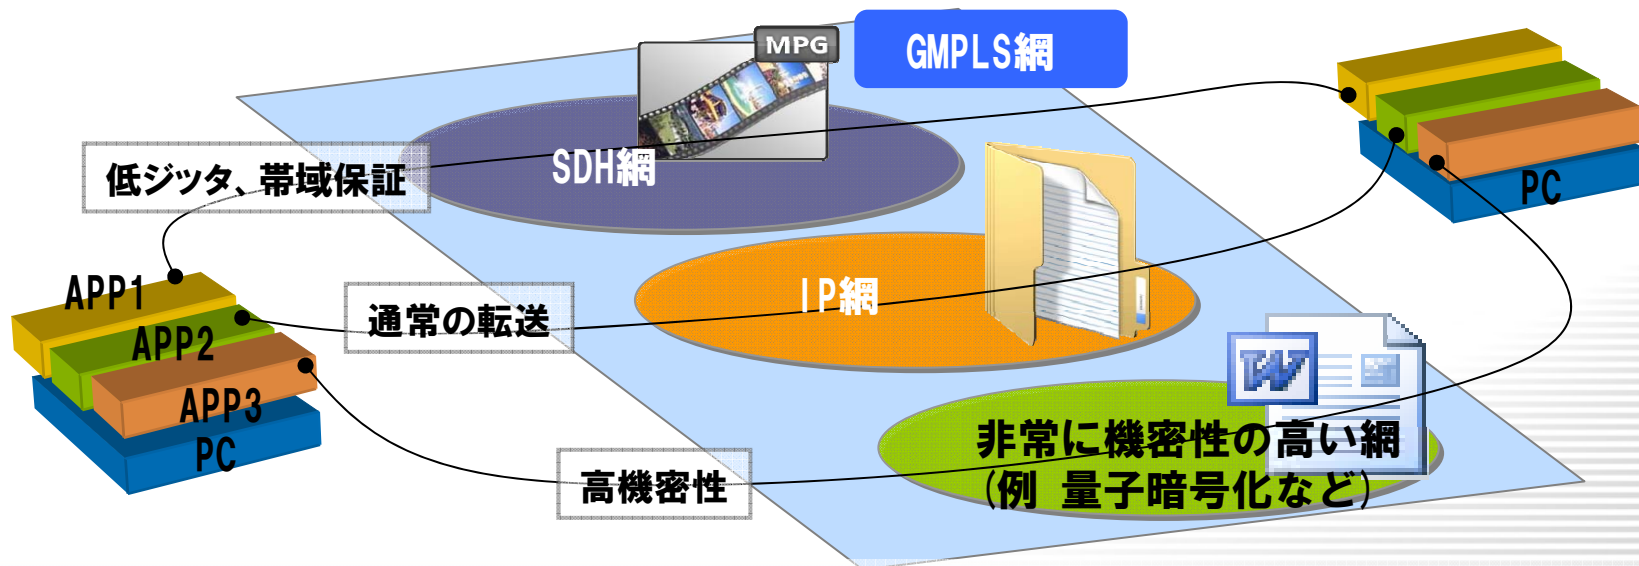 MPG
GMPLS網
低ジッタ、帯域保証
SDH網
PC
APP1
IP網
通常の転送
APP2
APP3
W
PC
非常に機密性の高い網
(例 量子暗号化など)
高機密性